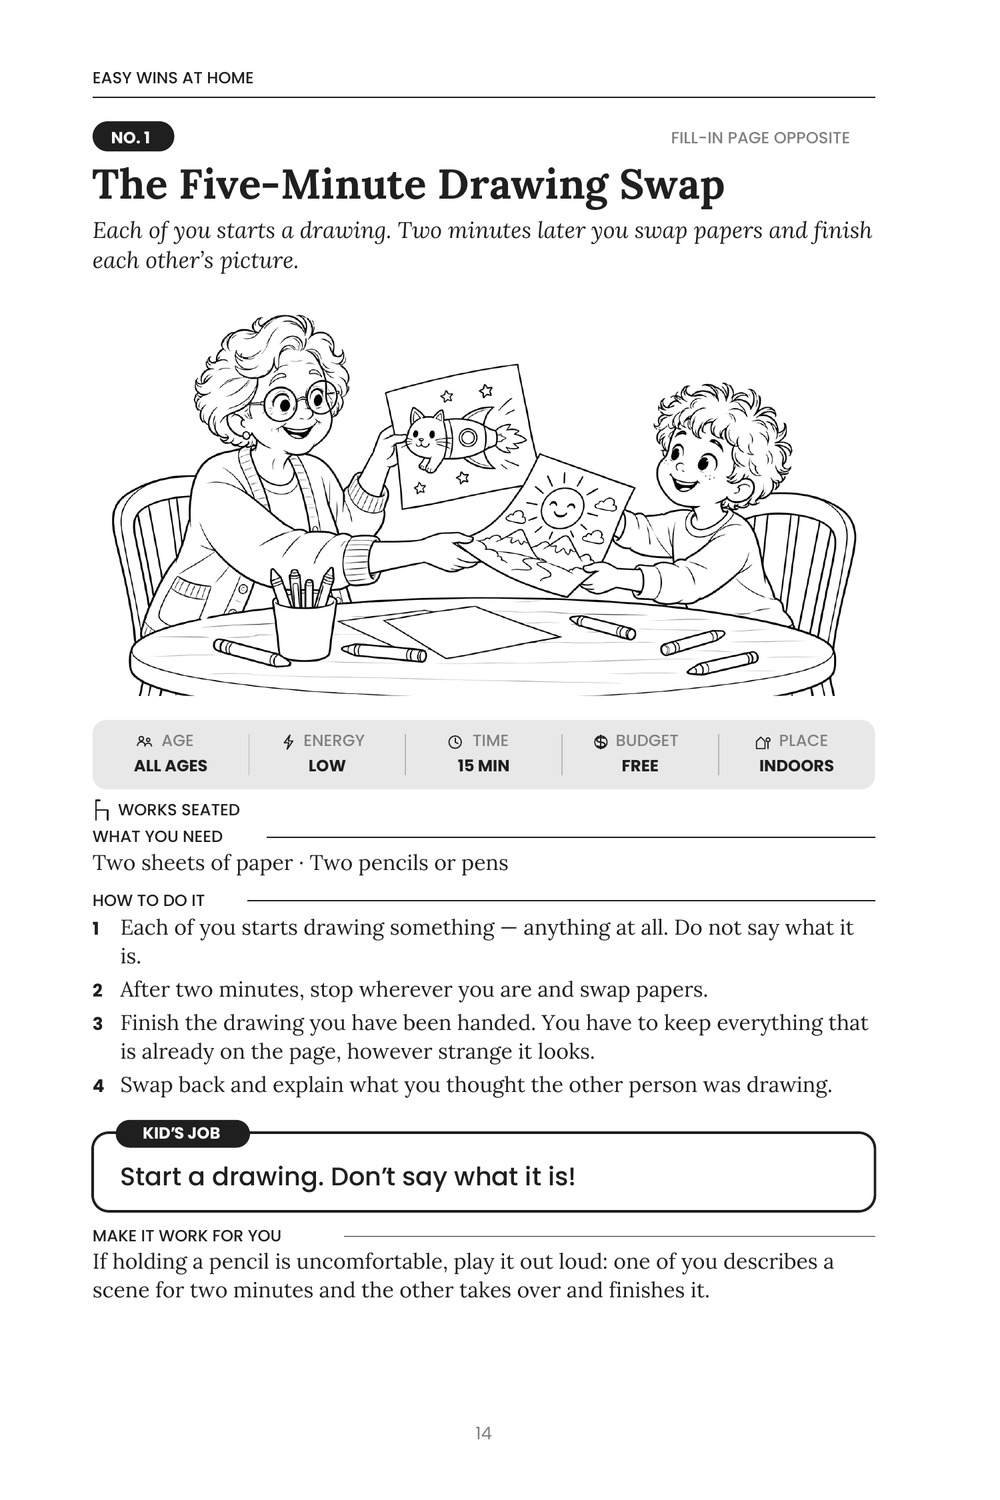 EASY WINS AT HOME
NO. 1
FILL-IN PAGE OPPOSITE
The Five-Minute Drawing Swap
Each of you starts a drawing. Two minutes later you swap papers and finish
each other's picture.
AGE
ALL AGES
ENERGY
LOW
TIME
15 MIN
BUDGET
FREE
PLACE
INDOORS
WORKS SEATED
WHAT YOU NEED
Two sheets of paper · Two pencils or pens
HOW TO DO IT
1 Each of you starts drawing something — anything at all. Do not say what it
is.
2 After two minutes, stop wherever you are and swap papers.
3 Finish the drawing you have been handed. You have to keep everything that
is already on the page, however strange it looks.
4 Swap back and explain what you thought the other person was drawing.
KID'S JOB
Start a drawing. Don't say what it is!
MAKE IT WORK FOR YOU
If holding a pencil is uncomfortable, play it out loud: one of you describes a
scene for two minutes and the other takes over and finishes it.
14